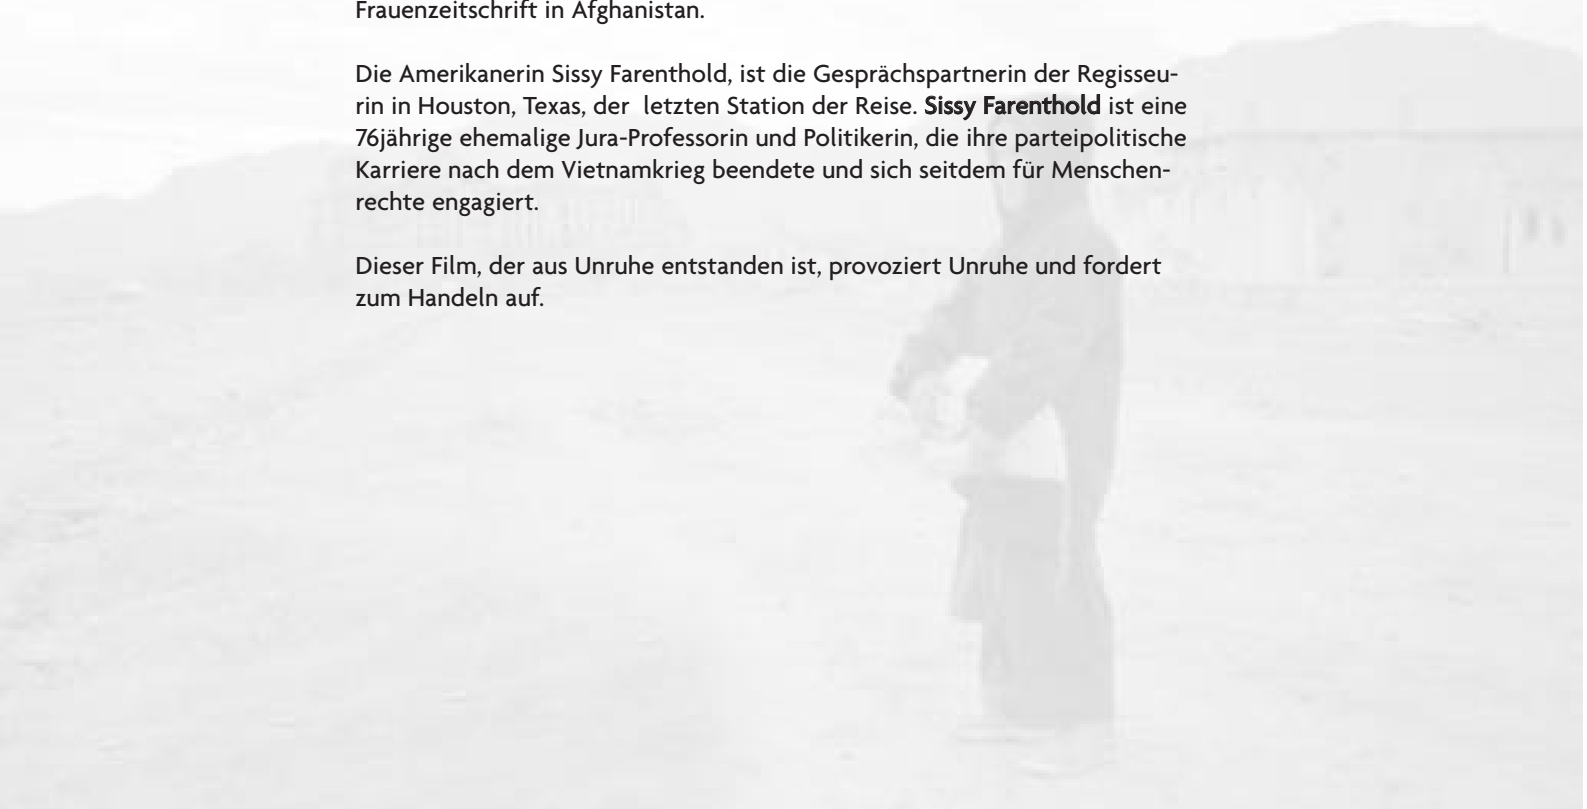 Frauenzeitschrift in Afghanistan.
Die Amerikanerin Sissy Farenthold, ist die Gesprächspartnerin der Regisseu-
rin in Houston, Texas, der  letzten Station der Reise. Sissy Farenthold ist eine
76jährige ehemalige Jura-Professorin und Politikerin, die ihre parteipolitische
Karriere nach dem Vietnamkrieg beendete und sich seitdem für Menschen-
rechte engagiert.
Dieser Film, der aus Unruhe entstanden ist, provoziert Unruhe und fordert
zum Handeln auf.